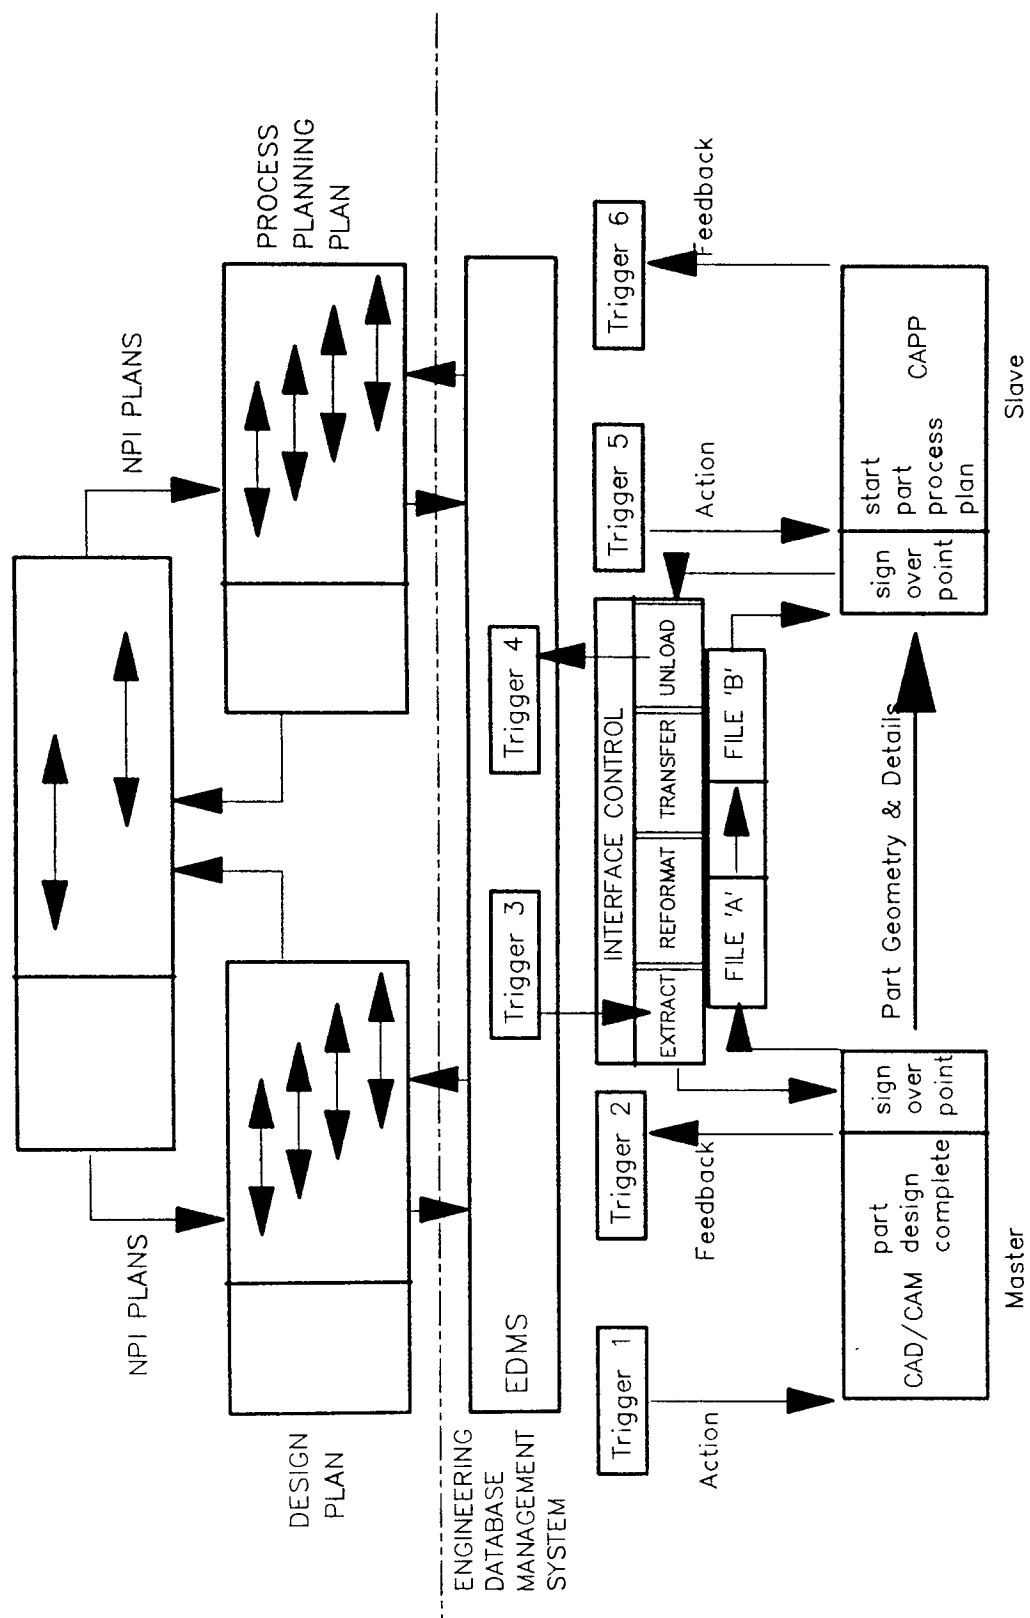 NPI PLANS
NPI PLANS
DESIGN
PLAN
PROCESS
PLANNING
PLAN
ENGINEERING
DATABASE
MANAGEMENT
SYSTEM
EDMS
Trigger 3
Trigger 4
Trigger 1
Trigger 2
INTERFACE CONTROL
Trigger 5
Trigger 6
EXTRACT
REFORMAT
TRANSFER
UNLOAD
Action
Feedback
FILE 'A'
FILE 'B'
Action
Feedback
part
CAD/CAM design
complete
sign
over
point
Part Geometry & Details
sign
over
point
start
part
process
plan
CAPP
Master
Slave